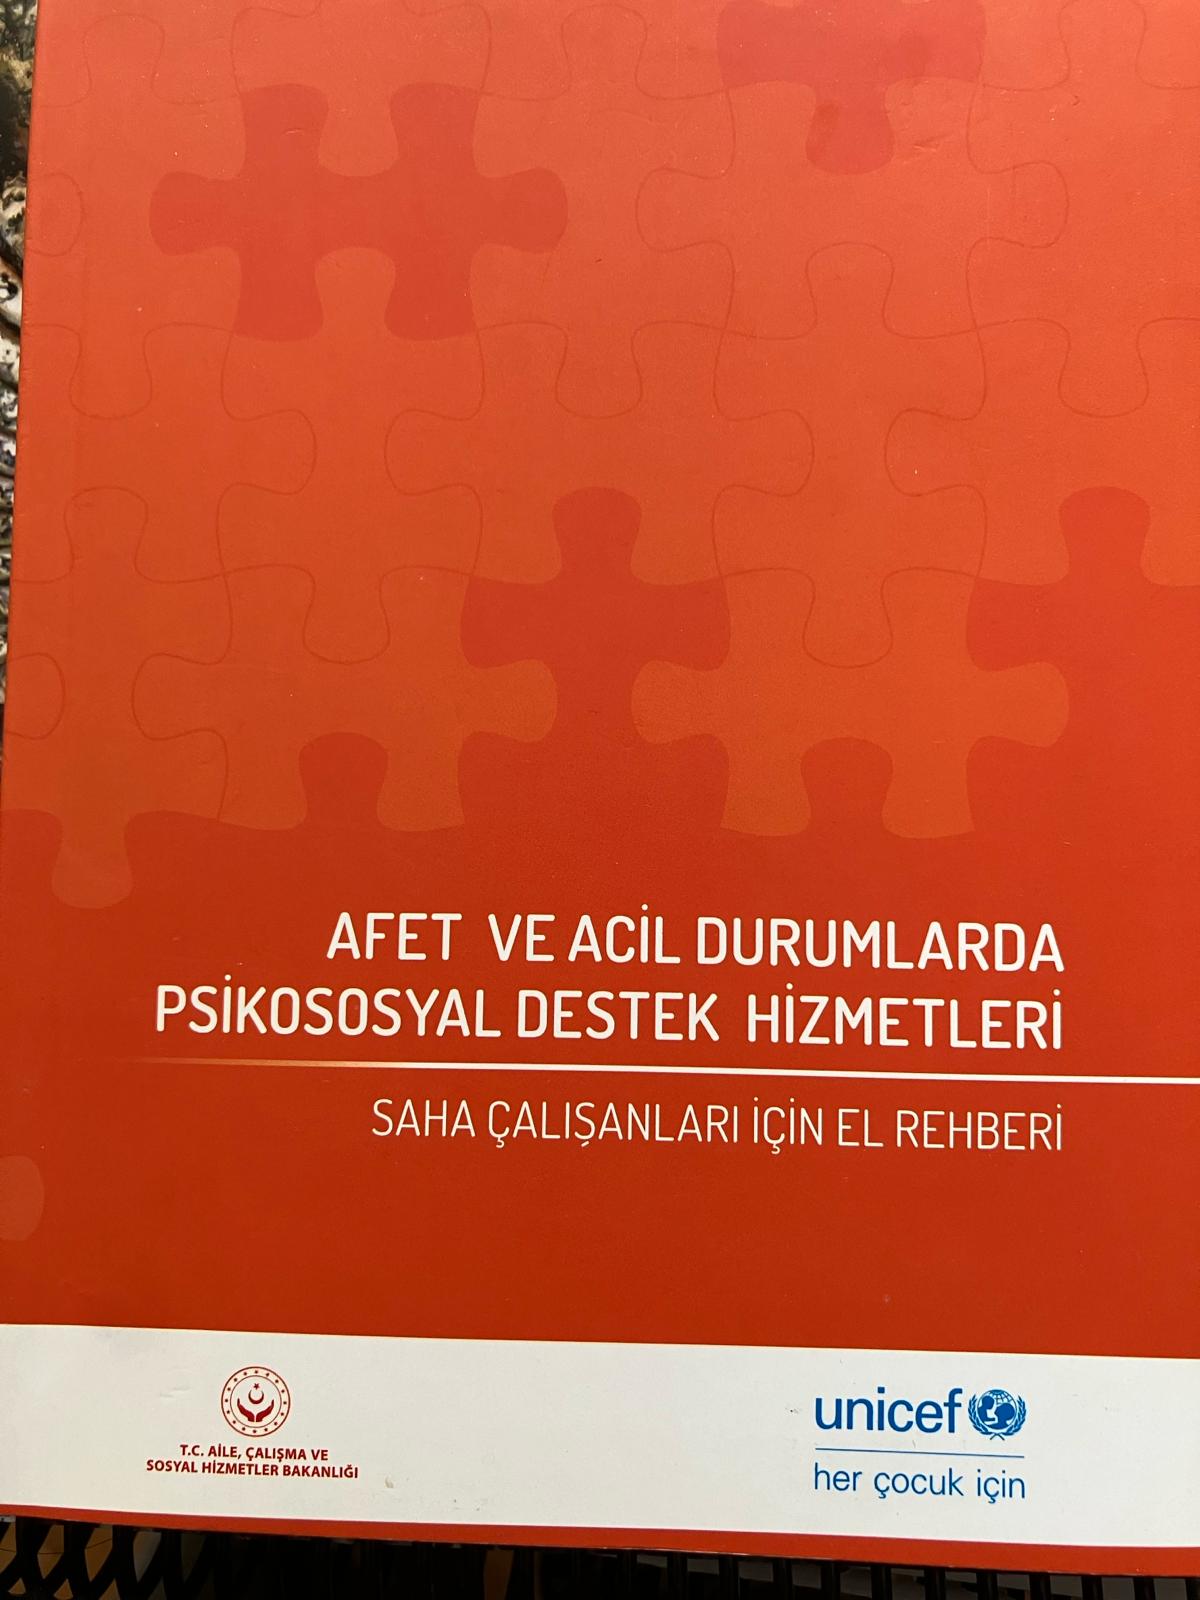 AFET VE ACİL DURUMLARDA
PSİKOSOSYAL DESTEK HİZMETLERİ
SAHA ÇALIŞANLARI İÇİN EL REHBERİ
T.C. AİLE, ÇALIŞMA VE
SOSYAL HİZMETLER BAKANLIĞI
unicef
her çocuk için